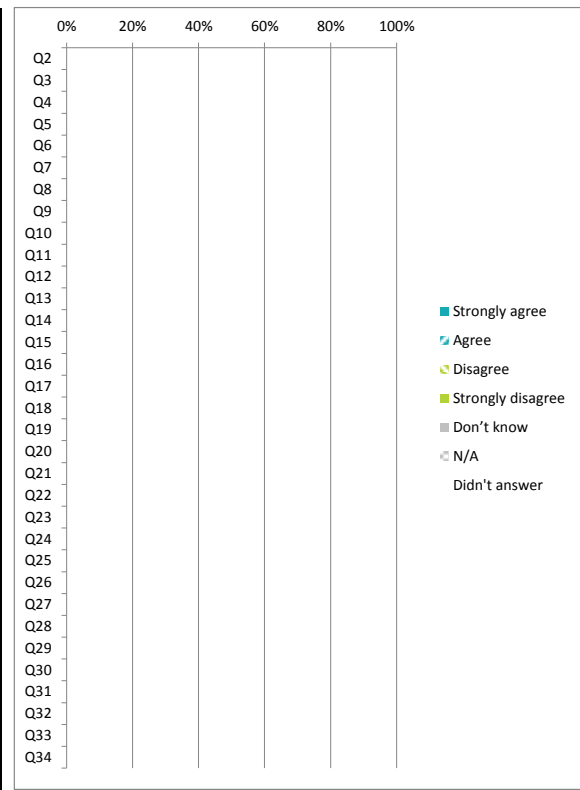 0% 20% 40% 60% 80% 100%
Q2
Q3
Q4
Q5
Q6
Q7
Q8
Q9
Q10
Q11
Q12
Q13
Q14
Q15
Q16
Q17
Q18
Q19
Q20
Q21
Q22
Q23
Q24
Q25
Q26
Q27
Q28
Q29
Q30
Q31
Q32
Q33
Q34
Strongly agree
Agree
Disagree
Strongly disagree
Don’t know
N/A
Didn't answer